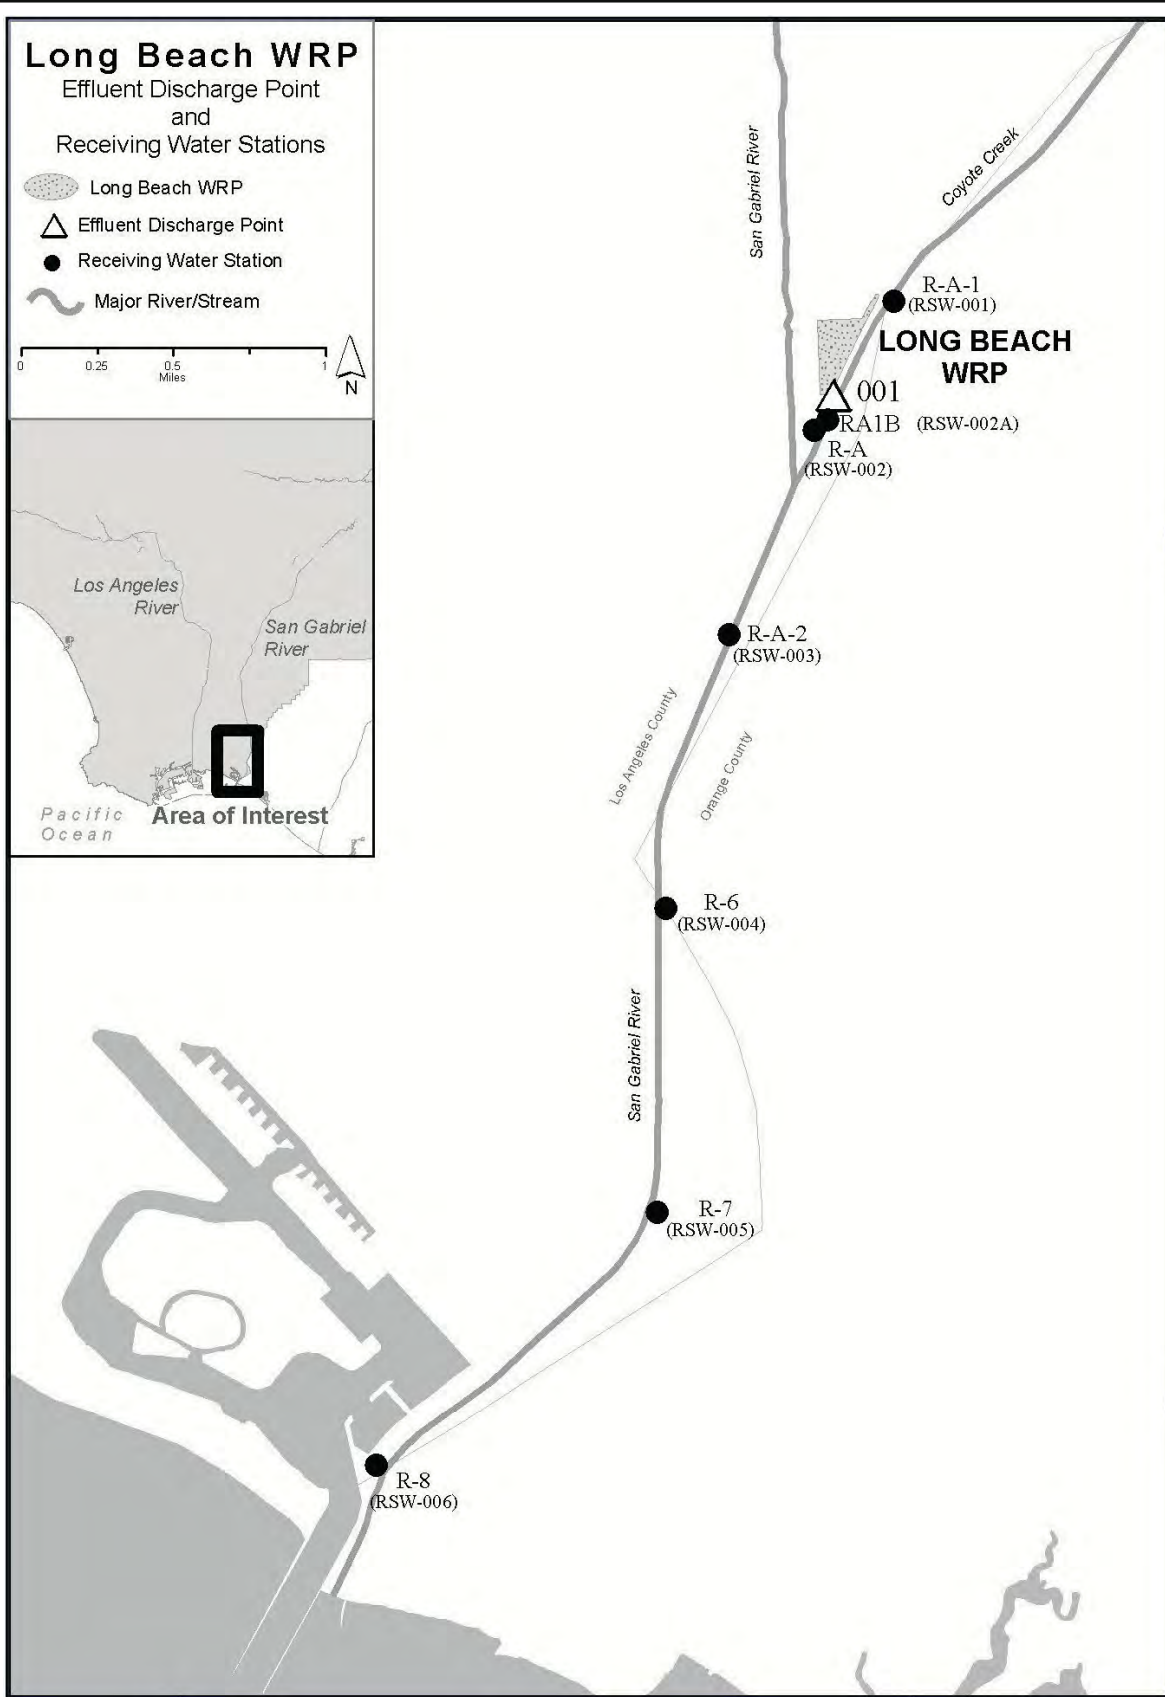 Long Beach WRP
Effluent Discharge Point
and
Receiving Water Stations
Long Beach WRP
Effluent Discharge Point
Receiving Water Station
Major River/Stream
0 0.25 0.5 1
Miles
N
Los Angeles
River
San Gabriel
River
Pacific
Ocean
Area of Interest
San Gabriel River
Coyote Creek
R-A-1
(RSW-001)
LONG BEACH
WRP
001
RA1B (RSW-002A)
R-A
(RSW-002)
R-A-2
(RSW-003)
Los Angeles County
Orange County
R-6
(RSW-004)
San Gabriel River
R-7
(RSW-005)
R-8
(RSW-006)